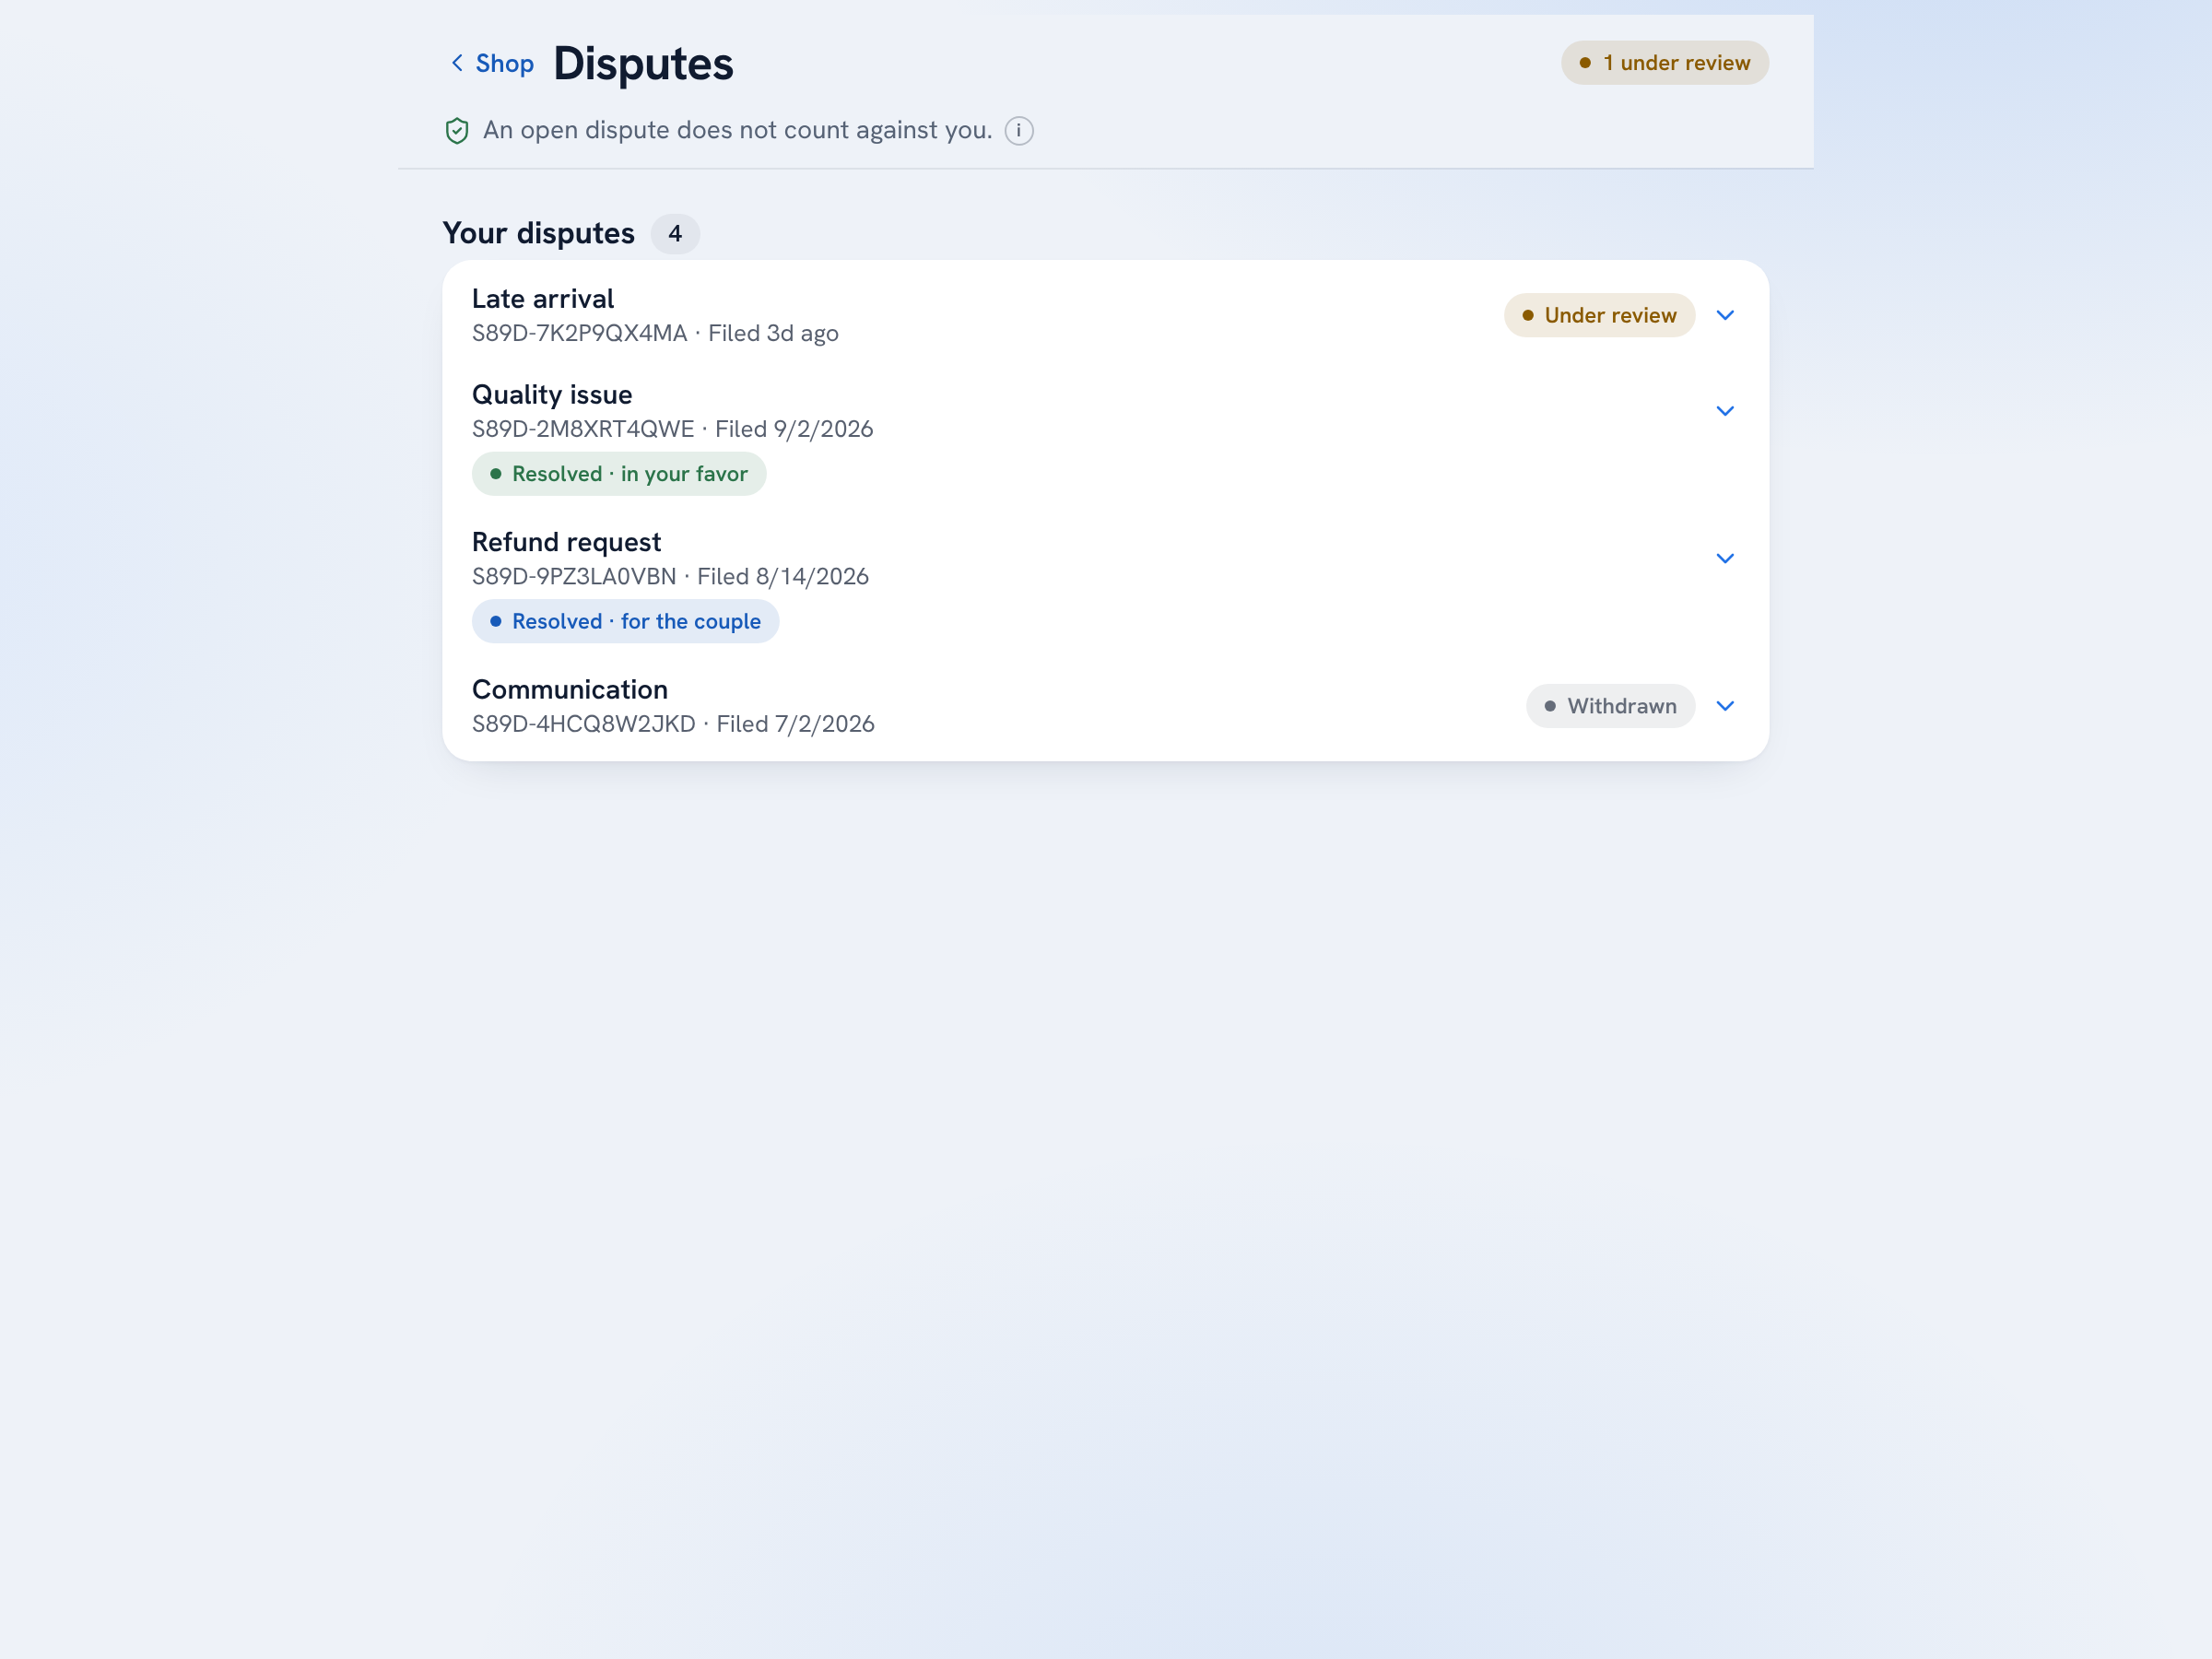 Shop Disputes
1 under review
An open dispute does not count against you.
Your disputes 4
Late arrival
S89D-7K2P9QX4MA · Filed 3d ago
Under review
Quality issue
S89D-2M8XRT4QWE · Filed 9/2/2026
Resolved · in your favor
Refund request
S89D-9PZ3LA0VBN · Filed 8/14/2026
Resolved · for the couple
Communication
S89D-4HCQ8W2JKD · Filed 7/2/2026
Withdrawn